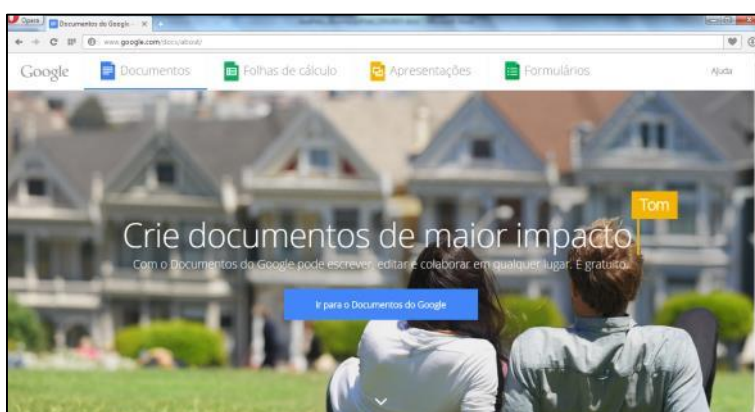 Opera
Documentos do Google
www.google.com/docs/about/
Google
Documentos
Folhas de cálculo
Apresentações
Formulários
Ajuda
Tom
Crie documentos de maior impacto
Com o Documentos do Google pode escrever, editar e colaborar em qualquer lugar. É gratuito.
Ir para o Documentos do Google